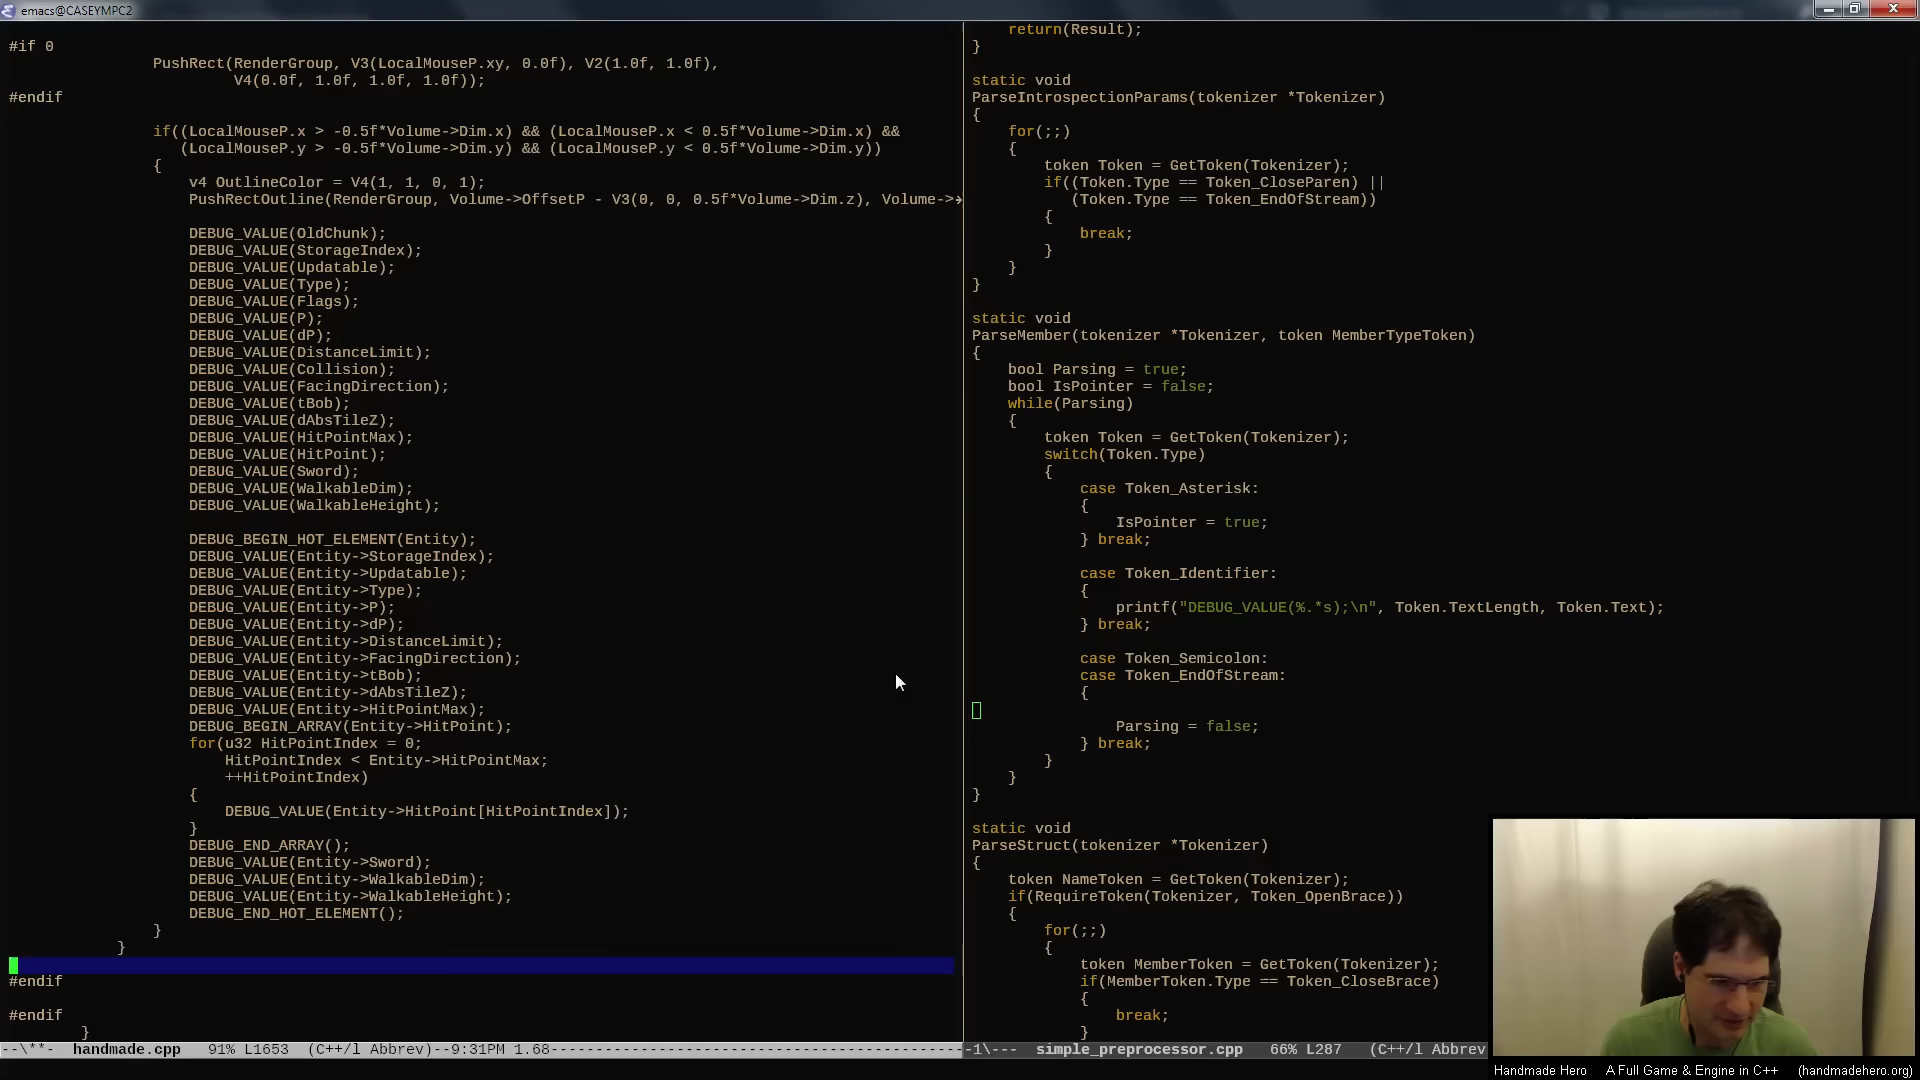 emacs@CASEYMPC2
#if 0
PushRect(RenderGroup, V3(LocalMouseP.xy, 0.0f), V2(1.0f, 1.0f),
V4(0.0f, 1.0f, 1.0f, 1.0f));
#endif
if((LocalMouseP.x > -0.5f*Volume->Dim.x) && (LocalMouseP.x < 0.5f*Volume->Dim.x) &&
(LocalMouseP.y > -0.5f*Volume->Dim.y) && (LocalMouseP.y < 0.5f*Volume->Dim.y))
{
v4 OutlineColor = V4(1, 1, 0, 1);
PushRectOutline(RenderGroup, Volume->OffsetP - V3(0, 0, 0.5f*Volume->Dim.z), Volume->
DEBUG_VALUE(OldChunk);
DEBUG_VALUE(StorageIndex);
DEBUG_VALUE(Updatable);
DEBUG_VALUE(Type);
DEBUG_VALUE(Flags);
DEBUG_VALUE(P);
DEBUG_VALUE(dP);
DEBUG_VALUE(DistanceLimit);
DEBUG_VALUE(Collision);
DEBUG_VALUE(FacingDirection);
DEBUG_VALUE(tBob);
DEBUG_VALUE(dAbsTileZ);
DEBUG_VALUE(HitPointMax);
DEBUG_VALUE(HitPoint);
DEBUG_VALUE(Sword);
DEBUG_VALUE(WalkableDim);
DEBUG_VALUE(WalkableHeight);
DEBUG_BEGIN_HOT_ELEMENT(Entity);
DEBUG_VALUE(Entity->StorageIndex);
DEBUG_VALUE(Entity->Updatable);
DEBUG_VALUE(Entity->Type);
DEBUG_VALUE(Entity->P);
DEBUG_VALUE(Entity->dP);
DEBUG_VALUE(Entity->DistanceLimit);
DEBUG_VALUE(Entity->FacingDirection);
DEBUG_VALUE(Entity->tBob);
DEBUG_VALUE(Entity->dAbsTileZ);
DEBUG_VALUE(Entity->HitPointMax);
DEBUG_BEGIN_ARRAY(Entity->HitPoint);
for(u32 HitPointIndex = 0;
HitPointIndex < Entity->HitPointMax;
++HitPointIndex)
{
DEBUG_VALUE(Entity->HitPoint[HitPointIndex]);
}
DEBUG_END_ARRAY();
DEBUG_VALUE(Entity->Sword);
DEBUG_VALUE(Entity->WalkableDim);
DEBUG_VALUE(Entity->WalkableHeight);
DEBUG_END_HOT_ELEMENT();
}
}
#endif
#endif
}
--\**- handmade.cpp 91% L1653 (C++/l Abbrev)--9:31PM 1.68-----------------------------------------------
return(Result);
}
static void
ParseIntrospectionParams(tokenizer *Tokenizer)
{
for(;;)
{
token Token = GetToken(Tokenizer);
if((Token.Type == Token_CloseParen) ||
(Token.Type == Token_EndOfStream))
{
break;
}
}
}
static void
ParseMember(tokenizer *Tokenizer, token MemberTypeToken)
{
bool Parsing = true;
bool IsPointer = false;
while(Parsing)
{
token Token = GetToken(Tokenizer);
switch(Token.Type)
{
case Token_Asterisk:
{
IsPointer = true;
} break;
case Token_Identifier:
{
printf("DEBUG_VALUE(%.*s);\n", Token.TextLength, Token.Text);
} break;
case Token_Semicolon:
case Token_EndOfStream:
{
Parsing = false;
} break;
}
}
}
static void
ParseStruct(tokenizer *Tokenizer)
{
token NameToken = GetToken(Tokenizer);
if(RequireToken(Tokenizer, Token_OpenBrace))
{
for(;;)
{
token MemberToken = GetToken(Tokenizer);
if(MemberToken.Type == Token_CloseBrace)
{
break;
}
-1\--- simple_preprocessor.cpp 66% L287 (C++/l Abbrev
Handmade Hero A Full Game & Engine in C++ (handmadehero.org)